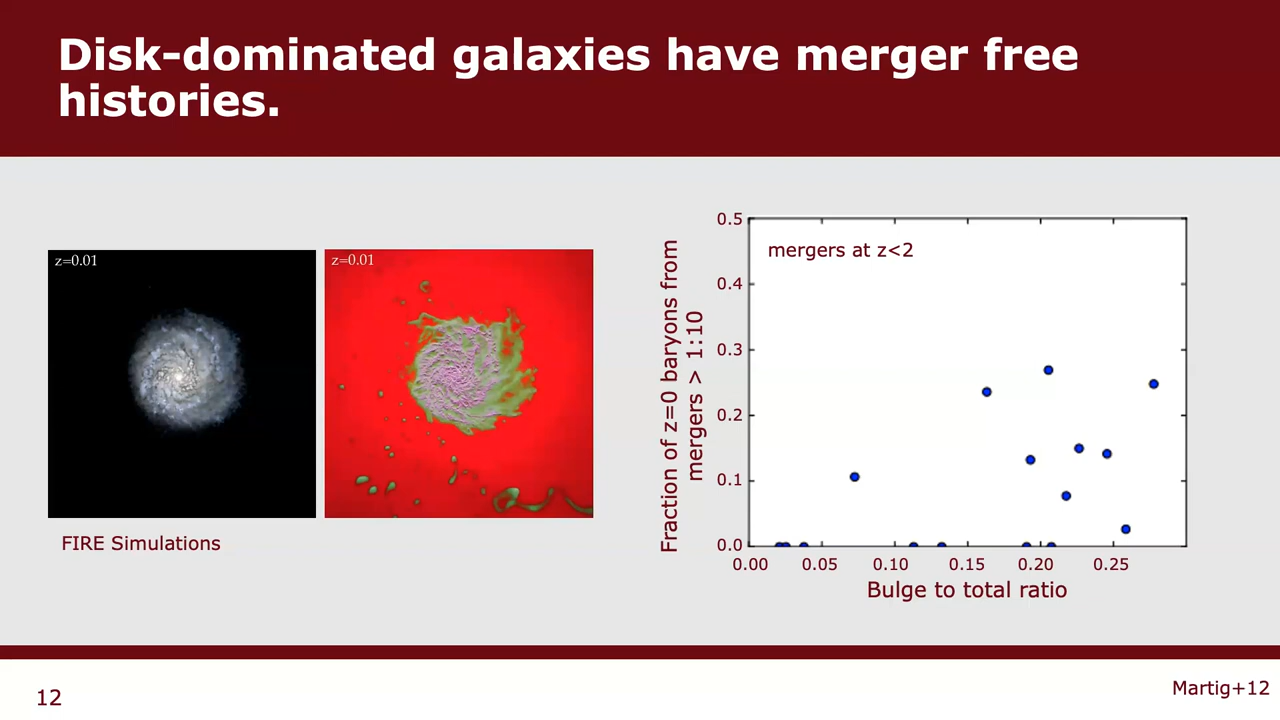 Disk-dominated galaxies have merger free
histories.
z=0.01
z=0.01
FIRE Simulations
Fraction of z=0 baryons from
mergers > 1:10
0.5
0.4
0.3
0.2
0.1
0.0
mergers at z<2
0.00 0.05 0.10 0.15 0.20 0.25
Bulge to total ratio
12
Martig+12